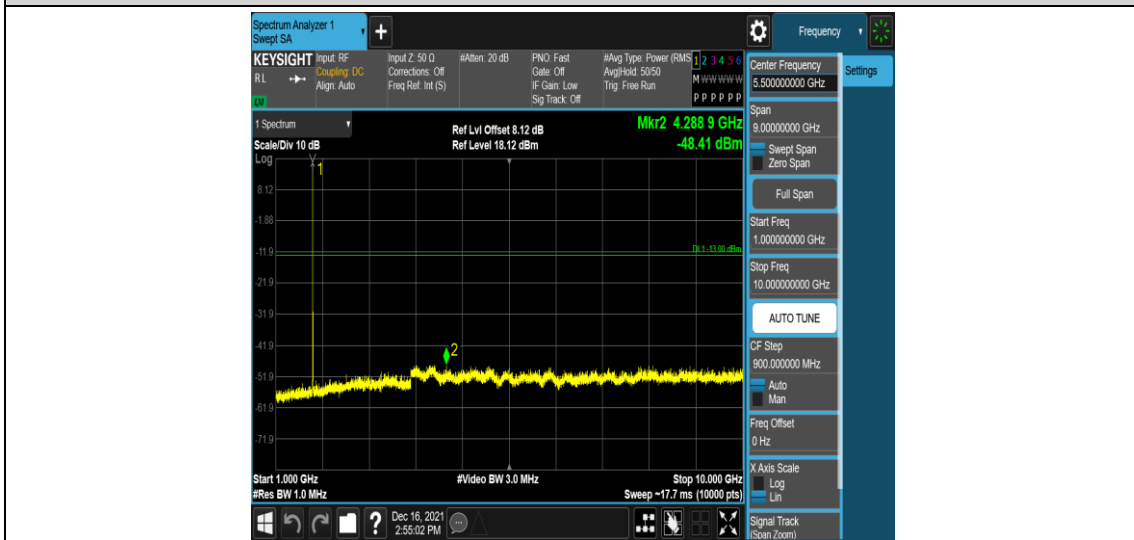 Spectrum Analyzer 1
Swept SA
+
Frequency
KEYSIGHT
RL
LXI
Input: RF
Coupling: DC
Align: Auto
Input Z: 50 Ω
Corrections: Off
Freq Ref: Int (S)
#Atten: 20 dB
PNO: Fast
Gate: Off
IF Gain: Low
Sig Track: Off
#Avg Type: Power (RMS
Avg|Hold: 50/50
Trig: Free Run
1 2 3 4 5 6
M W W W W W
P P P P P P
1 Spectrum
Scale/Div 10 dB
Log
Ref Lvl Offset 8.12 dB
Ref Level 18.12 dBm
Mkr2 4.288 9 GHz
-48.41 dBm
1
8.12
-1.88
-11.9
DL1 -13.00 dBm
-21.9
-31.9
-41.9
2
-51.9
-61.9
-71.9
Start 1.000 GHz
#Video BW 3.0 MHz
Stop 10.000 GHz
#Res BW 1.0 MHz
Sweep ~17.7 ms (10000 pts)
?
Dec 16, 2021
2:55:02 PM
Center Frequency
5.500000000 GHz
Settings
Span
9.00000000 GHz
Swept Span
Zero Span
Full Span
Start Freq
1.000000000 GHz
Stop Freq
10.000000000 GHz
AUTO TUNE
CF Step
900.000000 MHz
Auto
Man
Freq Offset
0 Hz
X Axis Scale
Log
Lin
Signal Track
(Span Zoom)